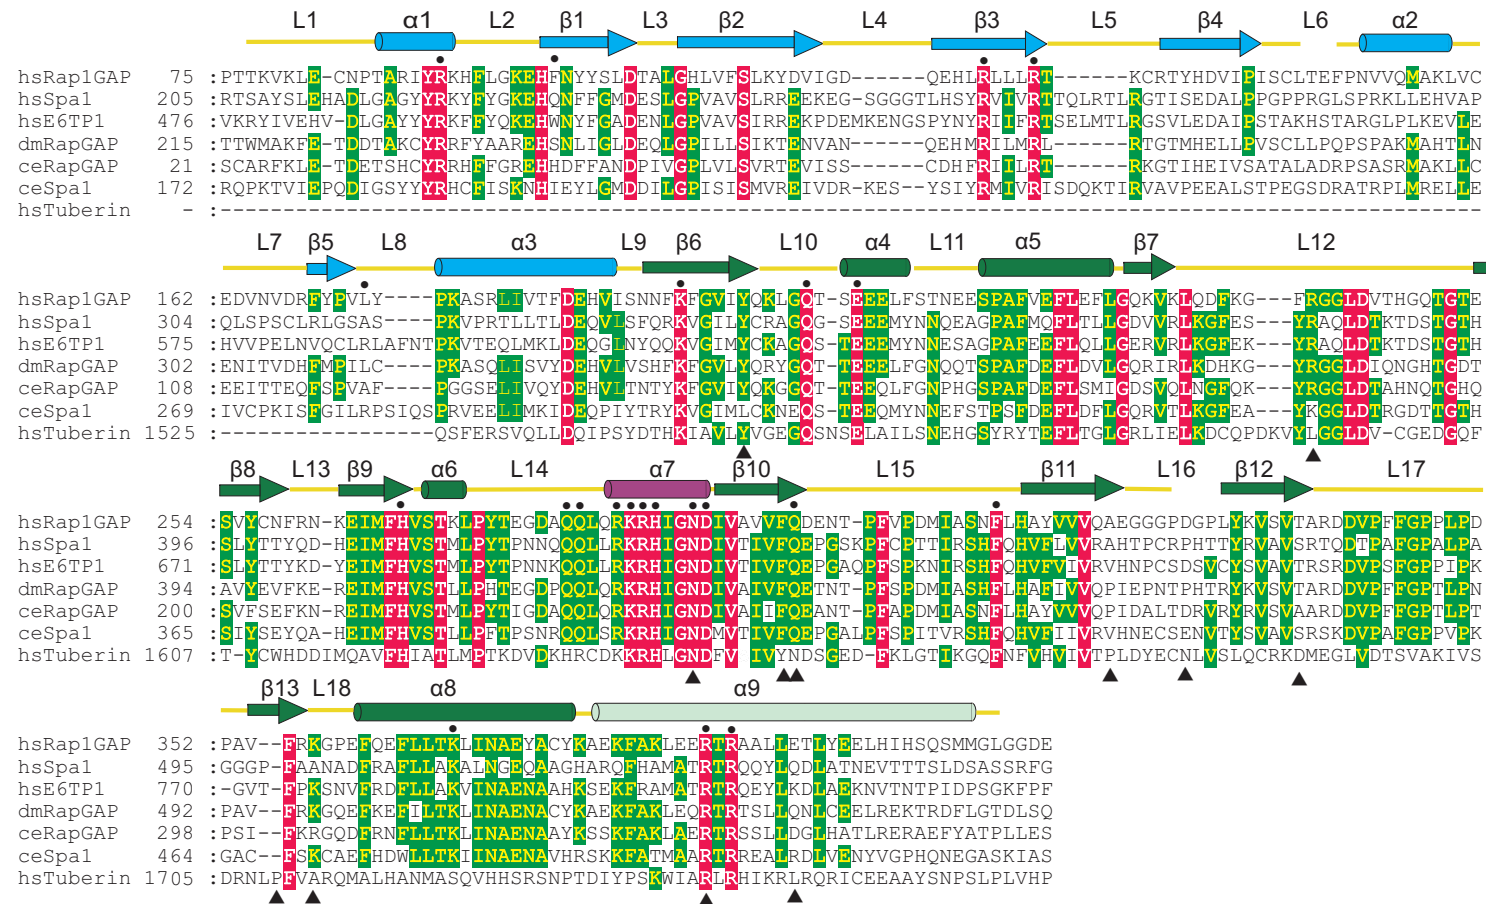 L1 α1 L2 β1 L3 β2 L4 β3 L5 β4 L6 α2
hsRap1GAP 75 :PTTKVKLE-CNPTARIYRKHFLGKEHFNYYSLDTALGHLVFSLKYDVIGD------QEHLRLLLRT------KCRTYHDVIPISCLTEFPNVVQMAKLVC
hsSpa1 205 :RTSAYSLEHADLGAGYYRKYFYGKEHQNFFGMDESLGPVAVSLRREEKEG-SGGGTLHSYRVIVRTTQLRTLRGTISEDALPPGPPRGLSPRKLLEHVAP
hsE6TP1 476 :VKRYIVEHV-DLGAYYYRKFFYQKEHWNYFGADENLGPVAVSIRREKPDEMKENGSPYNYRIIFRTSELMTLRGSVLEDAIPSTAKHSTARGLPLKEVLE
dmRapGAP 215 :TTWMAKFE-TDDTAKCYRRFYAAREHSNLIGLDEQLGPILLSIKTENVAN------QEHMRILMRL------RTGTMHELLPVSCLLPQPSPAKMAHTLN
ceRapGAP 21 :SCARFKLE-TDETSHCYRRHFFGREHHDFFANDPIVGPLVLSVRTEVISS----CSDHFRIILRT------RKGTIHEIVSATALADRPSASRMAKLLC
ceSpa1 172 :RQPKTVIEPQDIGSYYYRHCFISKNHIEYLGMDDILGPISISMVREIVDR-KES--YSIYRMIVRISDQKTIRVAVPEEALSTPEGSDRATRPLMRELLE
hsTuberin - :----------------------------------------------------------------------------------------------------
L7 β5 L8 α3 L9 β6 L10 α4 L11 α5 β7 L12
hsRap1GAP 162 :EDVNVDRFYPVLY----PKASRLIVTFDEHVISNNFKFGVIYQKLGQT-SEEELFSTNEESPAFVEFLEFLGQKVKLQDFKG---FRGGLDVTHGQTGTE
hsSpa1 304 :QLSPSCLRLGSAS----PKVPRTLLTLDEQVLSFQRKVGILYCRAGQG-SEEEMYNNQEAGPAFMQFLTLLGDVVRLKGFES---YRAQLDTKTDSTGTH
hsE6TP1 575 :HVVPELNVQCLRLAFNTPKVTEQLMKLDEQGLNYQQKVGIMYCKAGQS-TEEEMYNNESAGPAFEEFLQLLGERVRLKGFEK---YRAQLDTKTDSTGTH
dmRapGAP 302 :ENITVDHFMPILC----PKASQLISVYDEHVLVSHFKFGVLYQRYGQT-TEEELFGNQQTSPAFDEFLDVLGQRIRLKDHKG---YRGGLDIQNGHTGDT
ceRapGAP 108 :EEITTEQFSPVAF----PGGSELIVQYDEHVLTNTYKFGVIYQKGGQT-TEEQLFGNPHGSPAFDEFLSMIGDSVQLNGFQK---YRGGLDTAHNQTGHQ
ceSpa1 269 :IVCPKISFGILRPSIQSPRVEELIMKIDEQPIYTRYKVGIMLCKNEQS-TEEQMYNNEFSTPSFDEFLDFLGQRVTLKGFEA---YKGGLDTRGDTTGTH
hsTuberin 1525 :-----------------QSFERSVQLLDQIPSYDTHKIAVLYVGEGQSNSELAILSNEHGSYRYTEFLTGLGRLIELKDCQPDKVYLGGLDV-CGEDGQF
β8 L13 β9 α6 L14 α7 β10 L15 β11 L16 β12 L17
hsRap1GAP 254 :SVYCNFRN-KEIMFHVSTKLPYTEGDAQQLQRKRHIGNDIVAVVFQDENT-PFVPDMIASNFLHAYVVVQAEGGGPDGPLYKVSVTARDDVPFFGPPLPD
hsSpa1 396 :SLYTTYQD-HEIMFHVSTMLPYTPNNQQQLLRKRHIGNDIVTIVFQEPGSKPFCPTTIRSHFQHVFLVVRAHTPCRPHTTYRVAVSRTQDTPAFGPALPA
hsE6TP1 671 :SLYTTYKD-YEIMFHVSTMLPYTPNNKQQLLRKRHIGNDIVTIVFQEPGAQPFSPKNIRSHFQHVFVIVRVHNPCSDSVCYSVAVTRSRDVPSFGPPIPK
dmRapGAP 394 :AVYEVFKE-REIMFHVSTLLPHTEGDPQQLQRKRHIGNDIVAIVFQETNT-PFSPDMIASHFLHAFIVVQPIEPNTPHTRYKVSVTARDDVPFFGPTLPN
ceRapGAP 200 :SVFSEFKN-REIMFHVSTMLPYTIGDAQQLQRKRHIGNDIVAIIFQEANT-PFAPDMIASNFLHAYVVVQPIDALTDRVRYRVSVAARDDVPFFGPTLPT
ceSpa1 365 :SIYSEYQA-HEIMFHVSTLLPFTPSNRQQLSRKRHIGNDMVTIVFQEPGALPFSPITVRSHFQHVFIIVRVHNECSENVTYSVAVSRSKDVPAFGPPVPK
hsTuberin 1607 :T-YCWHDDIMQAVFHIATLMPTKDVDKHRCDKKRHLGNDFV-IVYNDSGED-FKLGTIKGQFNFVHVIVTPLDYECNLVSLQCRKDMEGLVDTSVAKIVS
β13 L18 α8 α9
hsRap1GAP 352 :PAV--FRKGPEFQEFLLTKLINAEYACYKAEKFAKLEERTRAALLETLYEELHIHSQSMMGLGGDE
hsSpa1 495 :GGGP-FAANADFRAFLLAKALNGEQAAGHARQFHAMATRTRQQYLQDLATNEVTTTSLDSASSRFG
hsE6TP1 770 :-GVT-FPKSNVFRDFLLAKVINAENAAHKSEKFRAMATRTRQEYLKDLAEKNVTNTPIDPSGKFPF
dmRapGAP 492 :PAV--FRKGQEFKEFILTKLINAENACYKAEKFAKLEQRTRTSLLQNLCEELREKTRDFLGTDLSQ
ceRapGAP 298 :PSI--FKRGQDFRNFLLTKLINAENAAYKSSKFAKLAERTRSSLLDGLHATLRERAEFYATPLLES
ceSpa1 464 :GAC--FSKCAEFHDWLLTKIINAENAVHRSKKFATMAARTRREALRDLVENYVGPHQNEGASKIAS
hsTuberin 1705 :DRNLPFVARQMALHANMASQVHHSRSNPTDIYPSKWIARLRHIKRLRQRICEEAAYSNPSLPLVHP